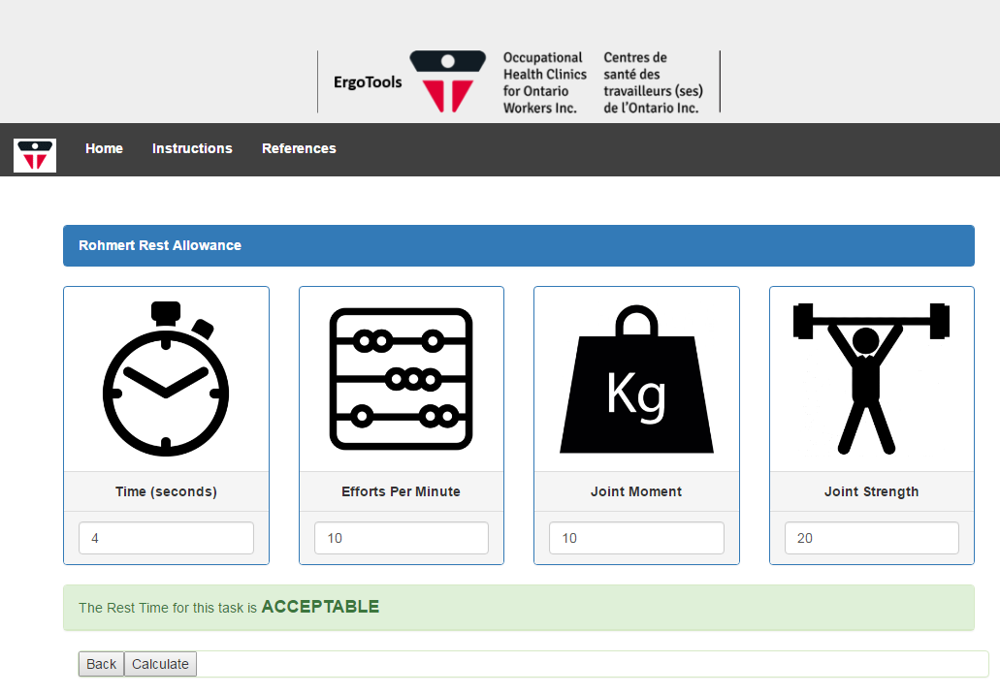 ErgoTools
Occupational
Health Clinics
for Ontario
Workers Inc.
Centres de
santé des
travailleurs (ses)
de l'Ontario Inc.
Home Instructions References
Rohmert Rest Allowance
Kg
Time (seconds) Efforts Per Minute Joint Moment Joint Strength
4 10 10 20
The Rest Time for this task is ACCEPTABLE
Back Calculate